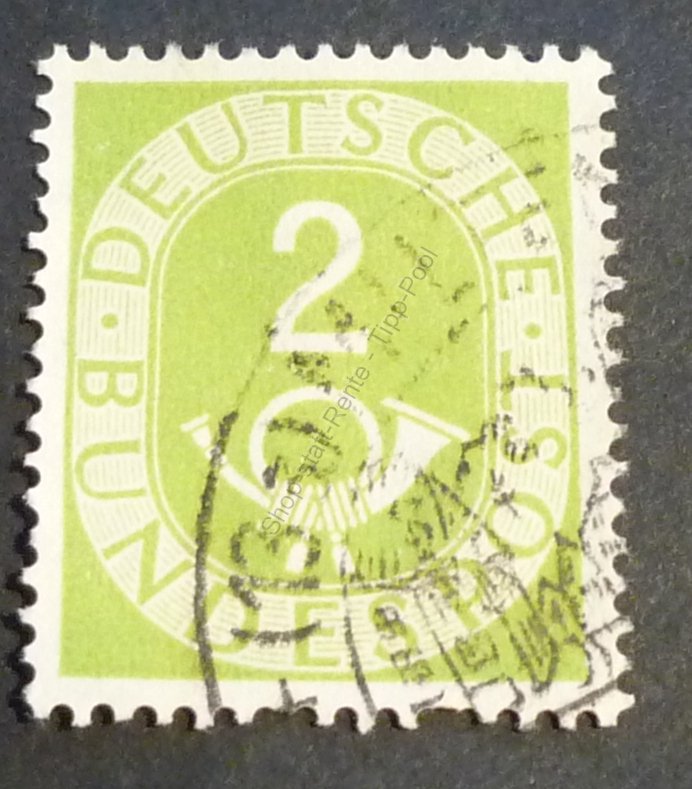 DEUTSCHE
BUNDESPOST
2
Shop-statt-Rente - Tipp-Pool